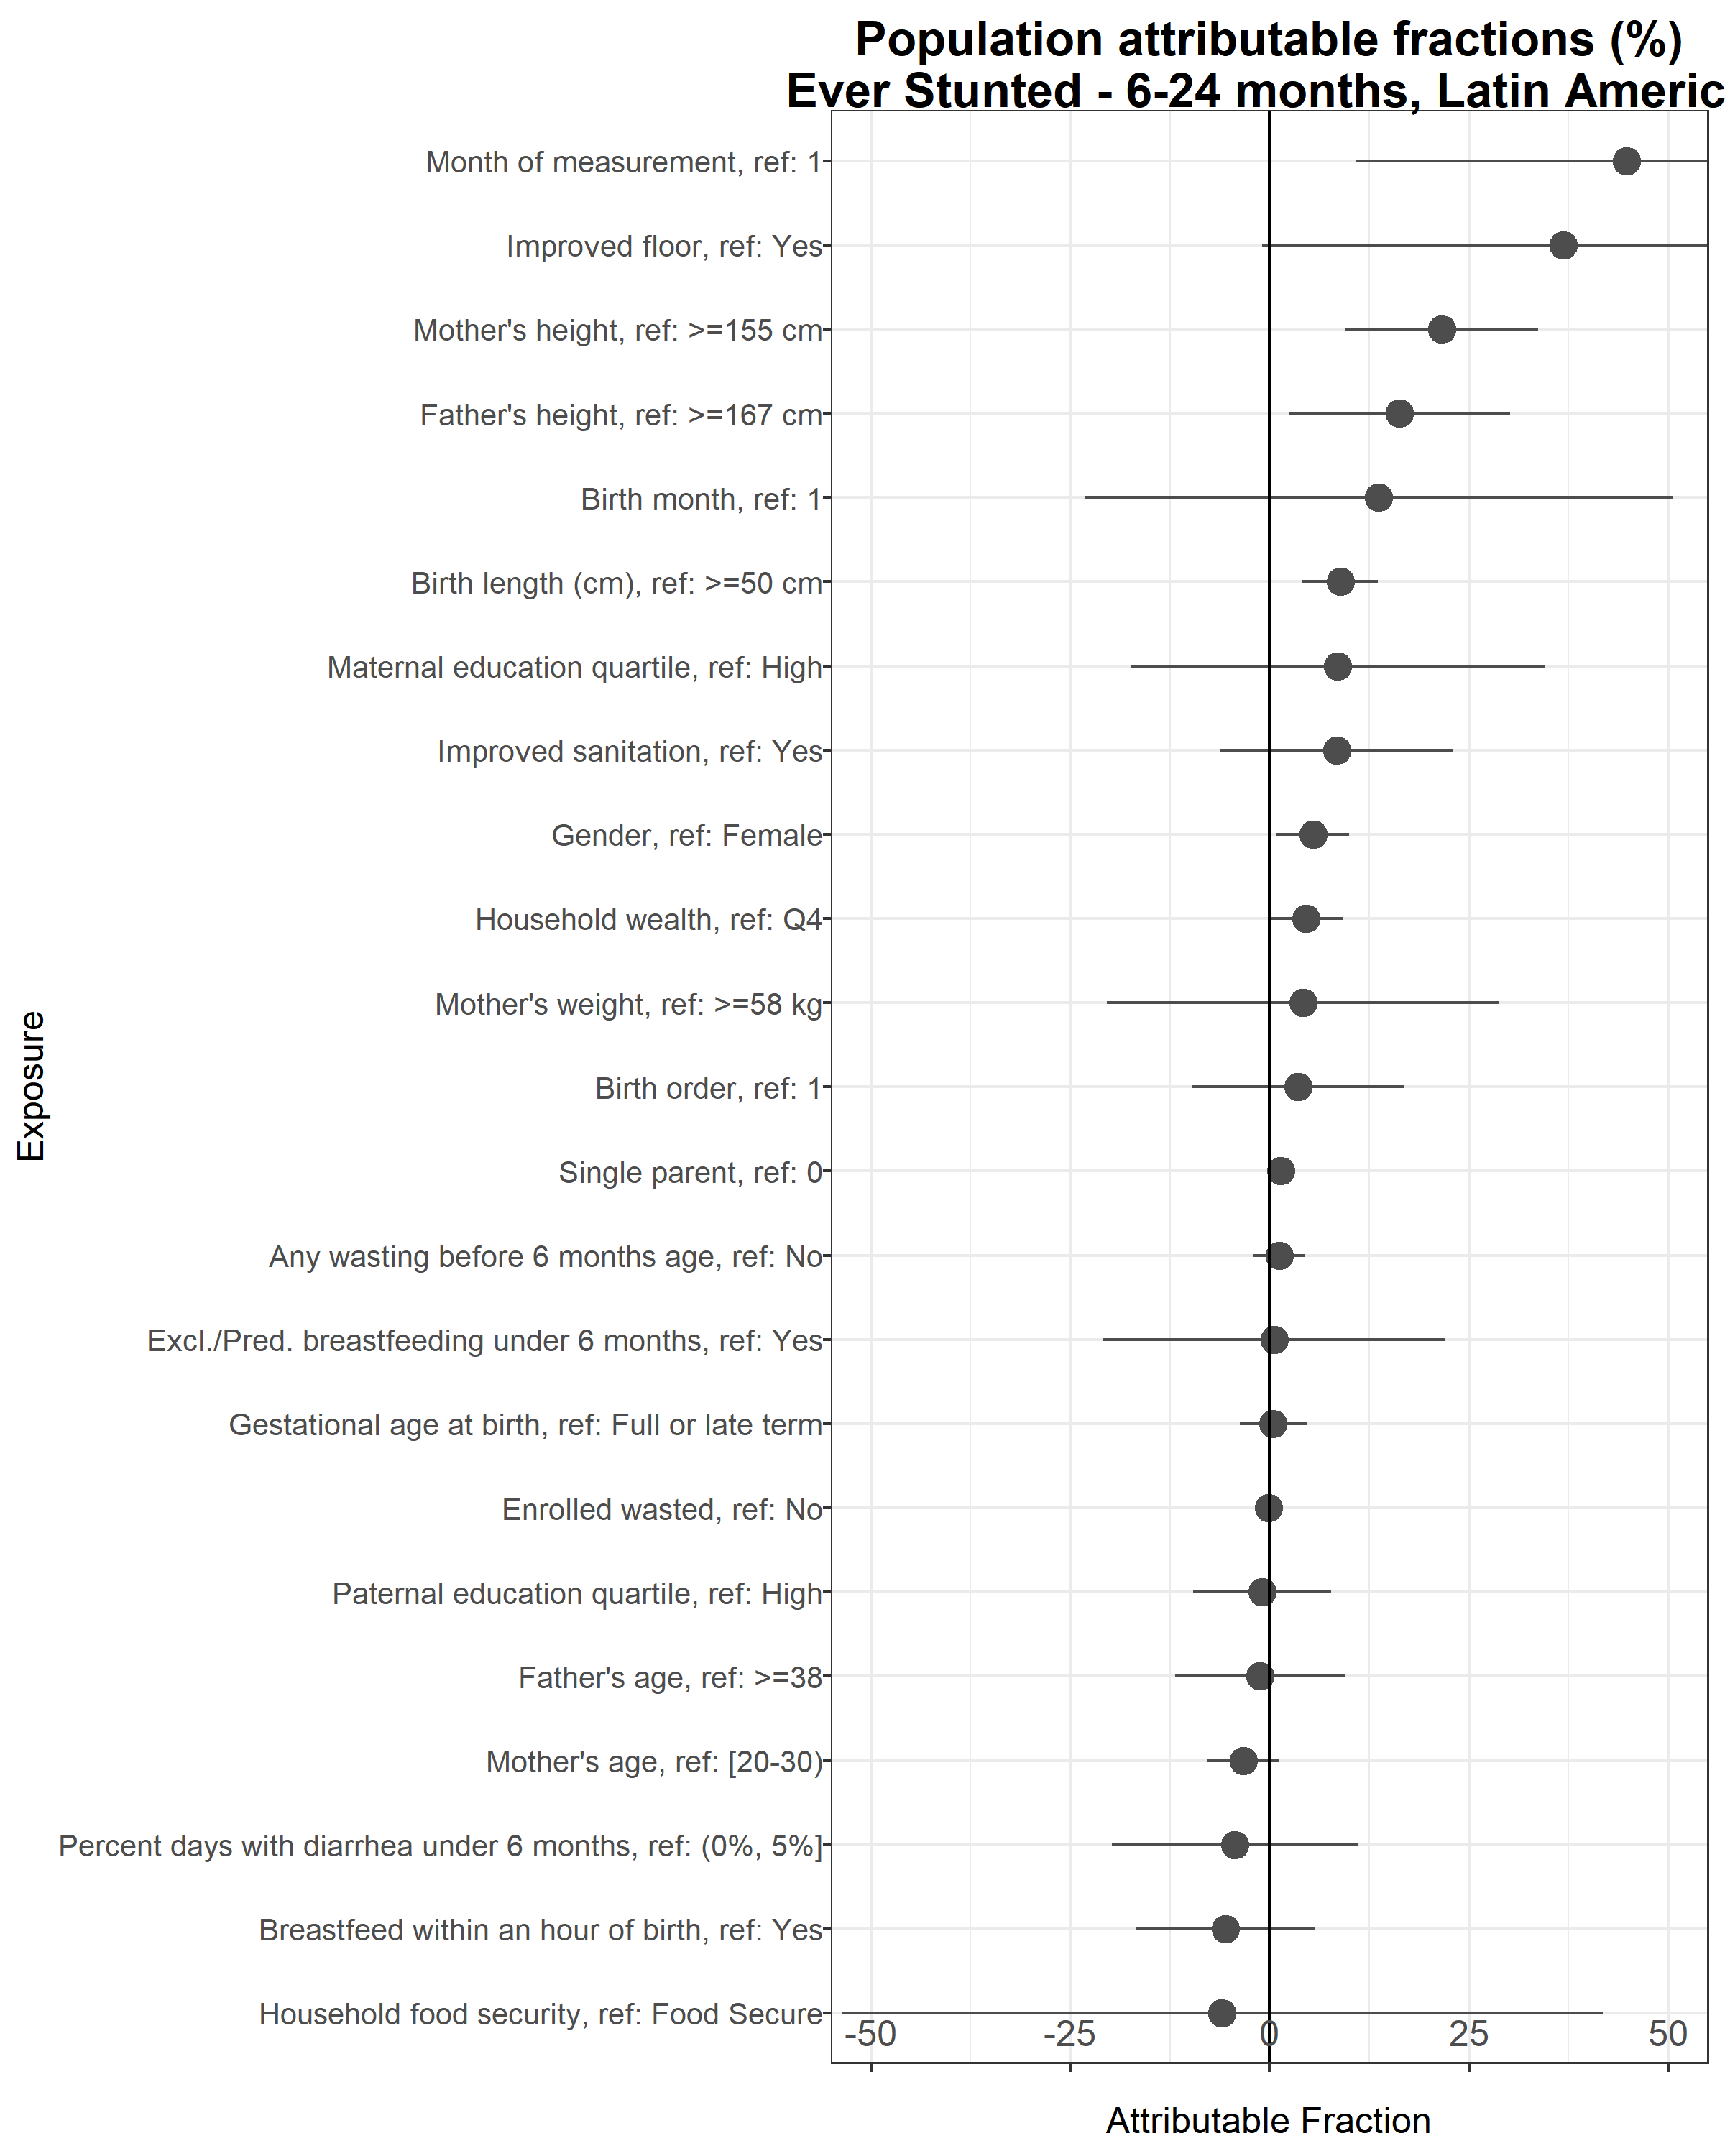 Population attributable fractions (%)
Ever Stunted - 6-24 months, Latin Americ
Month of measurement, ref: 1
Improved floor, ref: Yes
Mother's height, ref: >=155 cm
Father's height, ref: >=167 cm
Birth month, ref: 1
Birth length (cm), ref: >=50 cm
Maternal education quartile, ref: High
Improved sanitation, ref: Yes
Gender, ref: Female
Household wealth, ref: Q4
Mother's weight, ref: >=58 kg
Birth order, ref: 1
Single parent, ref: 0
Any wasting before 6 months age, ref: No
Excl./Pred. breastfeeding under 6 months, ref: Yes
Gestational age at birth, ref: Full or late term
Enrolled wasted, ref: No
Paternal education quartile, ref: High
Father's age, ref: >=38
Mother's age, ref: [20-30)
Percent days with diarrhea under 6 months, ref: (0%, 5%]
Breastfeed within an hour of birth, ref: Yes
Household food security, ref: Food Secure
Exposure
-50 -25 0 25 50
Attributable Fraction